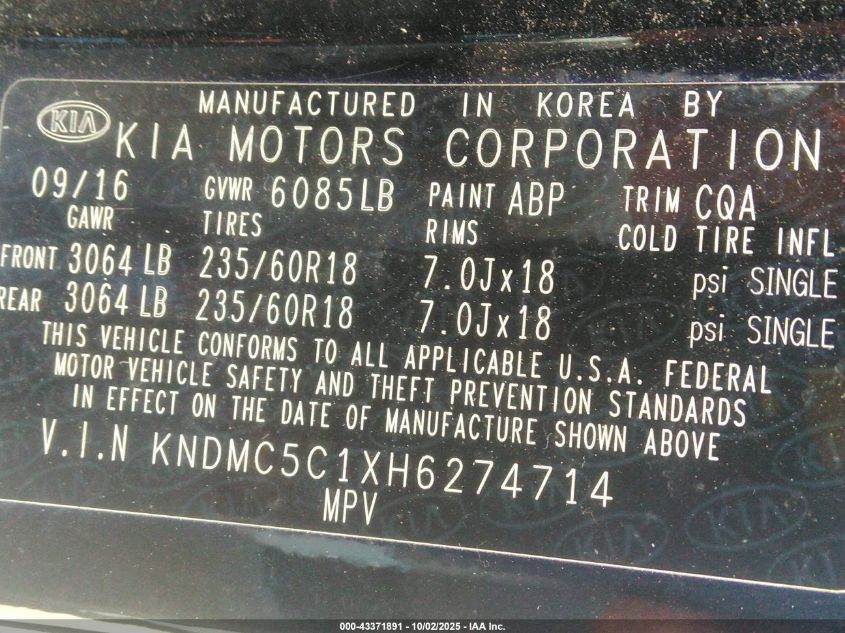 MANUFACTURED IN KOREA BY
KIA KIA MOTORS CORPORATION
09/16 GVWR 6085LB PAINT ABP TRIM CQA
GAWR TIRES RIMS COLD TIRE INFL
FRONT 3064 LB 235/60R18 7.0Jx18 psi SINGLE
REAR 3064 LB 235/60R18 7.0Jx18 psi SINGLE
THIS VEHICLE CONFORMS TO ALL APPLICABLE U.S.A. FEDERAL
MOTOR VEHICLE SAFETY AND THEFT PREVENTION STANDARDS
IN EFFECT ON THE DATE OF MANUFACTURE SHOWN ABOVE
V.I.N KNDMC5C1XH6274714
MPV
000-43371891 - 10/02/2025 - IAA Inc.